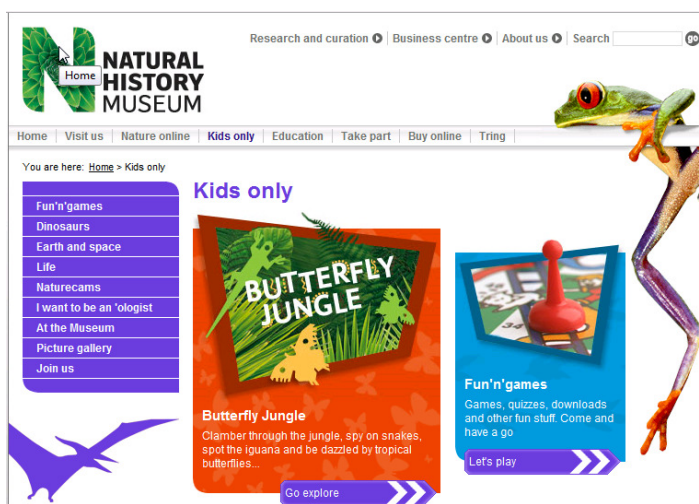 Research and curation
Business centre
About us
Search
go
NATURAL
HISTORY
MUSEUM
Home
Home
Visit us
Nature online
Kids only
Education
Take part
Buy online
Tring
You are here: Home > Kids only
Fun'n'games
Dinosaurs
Earth and space
Life
Naturecams
I want to be an 'ologist
At the Museum
Picture gallery
Join us
Kids only
BUTTERFLY
JUNGLE
Butterfly Jungle
Clamber through the jungle, spy on snakes,
spot the iguana and be dazzled by tropical
butterflies...
Go explore
34
Fun'n'games
Games, quizzes, downloads
and other fun stuff. Come and
have a go
Let's play